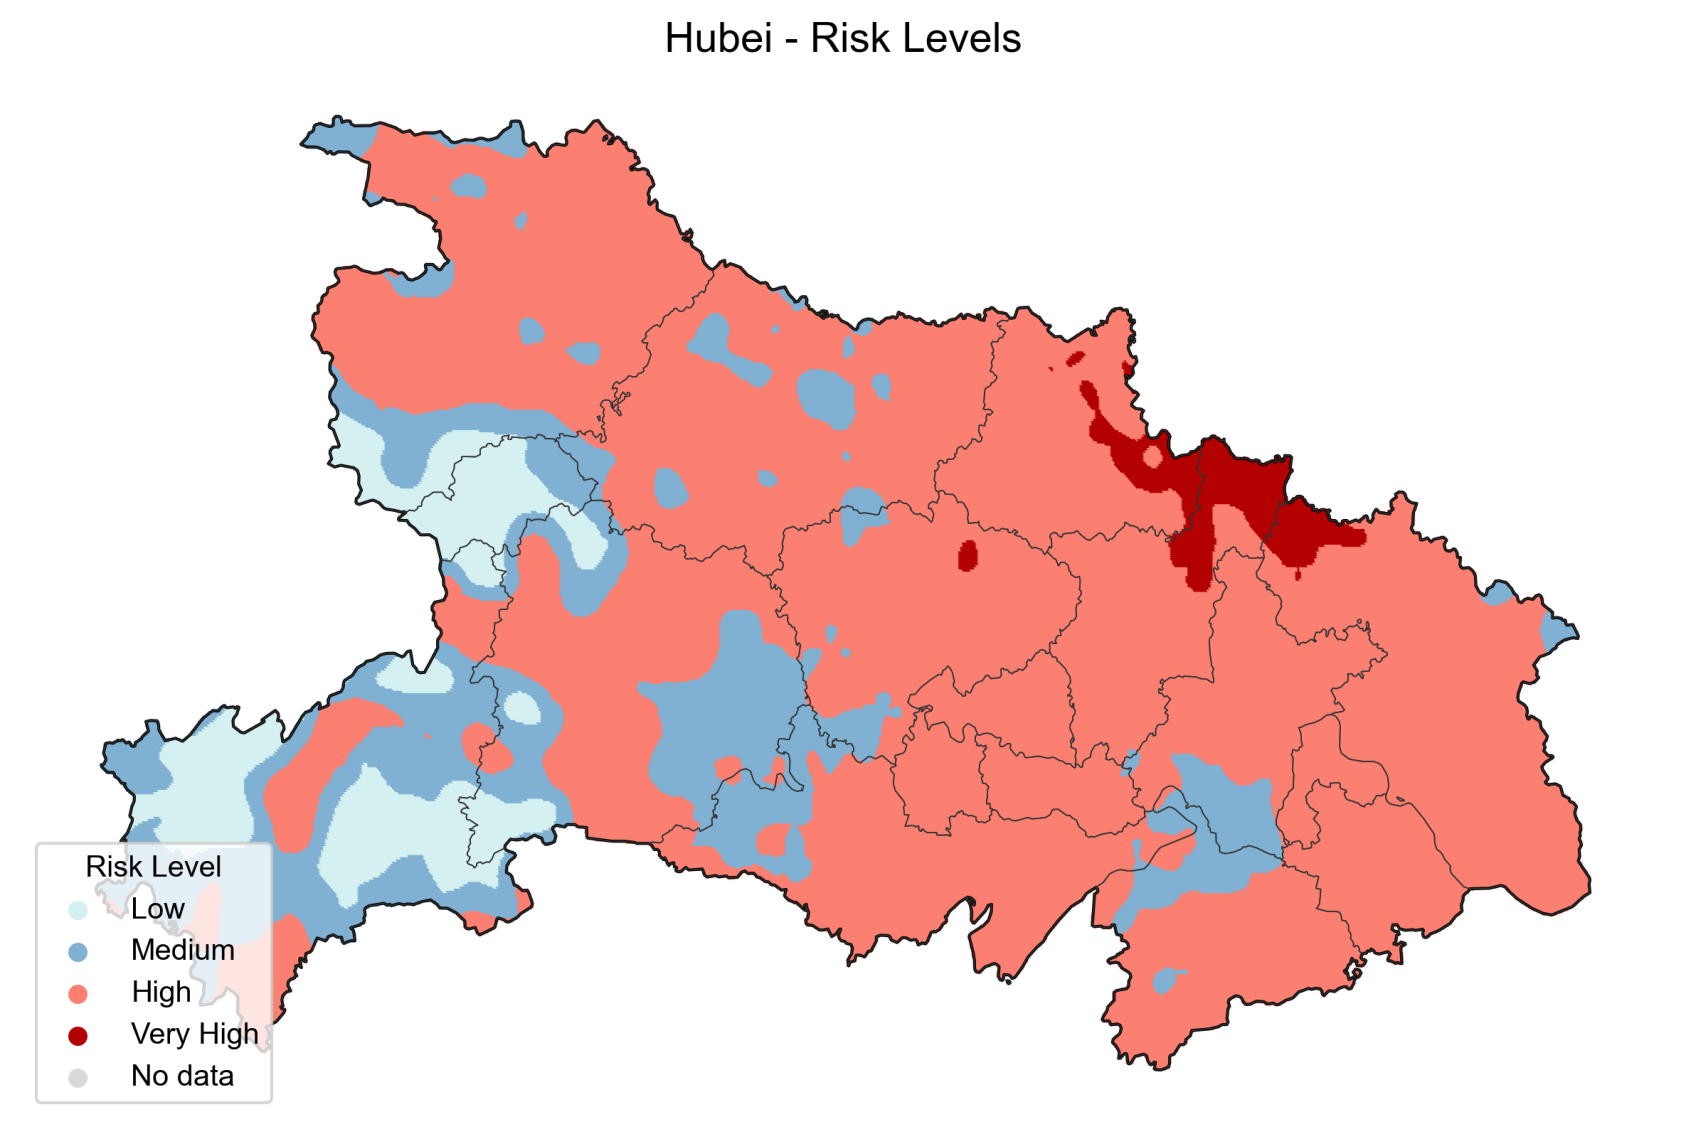 Hubei - Risk Levels
Risk Level
Low
Medium
High
Very High
No data